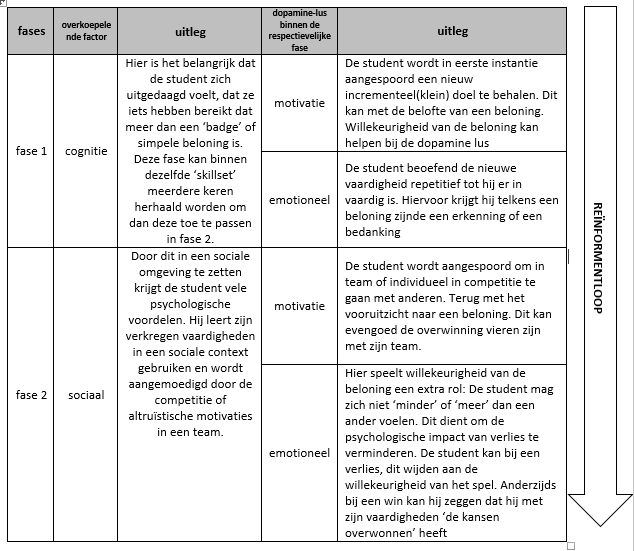 fases
overkoepele
nde factor
uitleg
dopamine-lus
binnen de
respectievelijke
fase
uitleg
fase 1
cognitie
Hier is het belangrijk dat
de student zich
uitgedaagd voelt, dat ze
iets hebben bereikt dat
meer dan een ‘badge’ of
simpele beloning is.
Deze fase kan binnen
dezelfde ‘skillset’
meerdere keren
herhaald worden om
dan deze toe te passen
in fase 2.
motivatie
De student wordt in eerste instantie
aangespoord een nieuw
incrementeel(klein) doel te behalen. Dit
kan met de belofte van een beloning.
Willekeurigheid van de beloning kan
helpen bij de dopamine lus
emotioneel
De student beoefend de nieuwe
vaardigheid repetitief tot hij er in
vaardig is. Hiervoor krijgt hij telkens een
beloning zijnde een erkenning of een
bedanking
fase 2
sociaal
Door dit in een sociale
omgeving te zetten
krijgt de student vele
psychologische
voordelen. Hij leert zijn
verkregen vaardigheden
in een sociale context
gebruiken en wordt
aangemoedigd door de
competitie of
altruïstische motivaties
in een team.
motivatie
De student wordt aangespoord om in
team of individueel in competitie te
gaan met anderen. Terug met het
vooruitzicht naar een beloning. Dit kan
evengoed de overwinning vieren zijn
met zijn team.
emotioneel
Hier speelt willekeurigheid van de
beloning een extra rol: De student mag
zich niet ‘minder’ of ‘meer’ dan een
ander voelen. Dit dient om de
psychologische impact van verlies te
verminderen. De student kan bij een
verlies, dit wijden aan de
willekeurigheid van het spel. Anderzijds
bij een win kan hij zeggen dat hij met
zijn vaardigheden ‘de kansen
overwonnen’ heeft
REÏNFORMENTLOOP